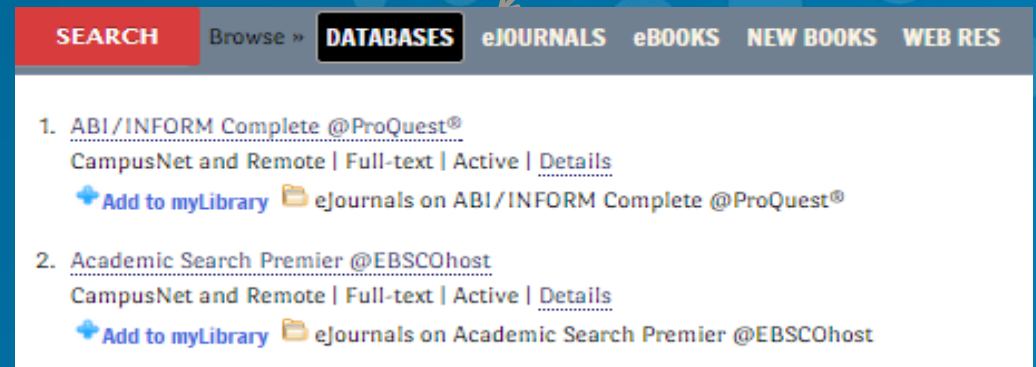 SEARCH Browse » DATABASES eJOURNALS eBOOKS NEW BOOKS WEB RES
1. ABI/INFORM Complete @ProQuest®
CampusNet and Remote | Full-text | Active | Details
Add to myLibrary eJournals on ABI/INFORM Complete @ProQuest®
2. Academic Search Premier @EBSCOhost
CampusNet and Remote | Full-text | Active | Details
Add to myLibrary eJournals on Academic Search Premier @EBSCOhost